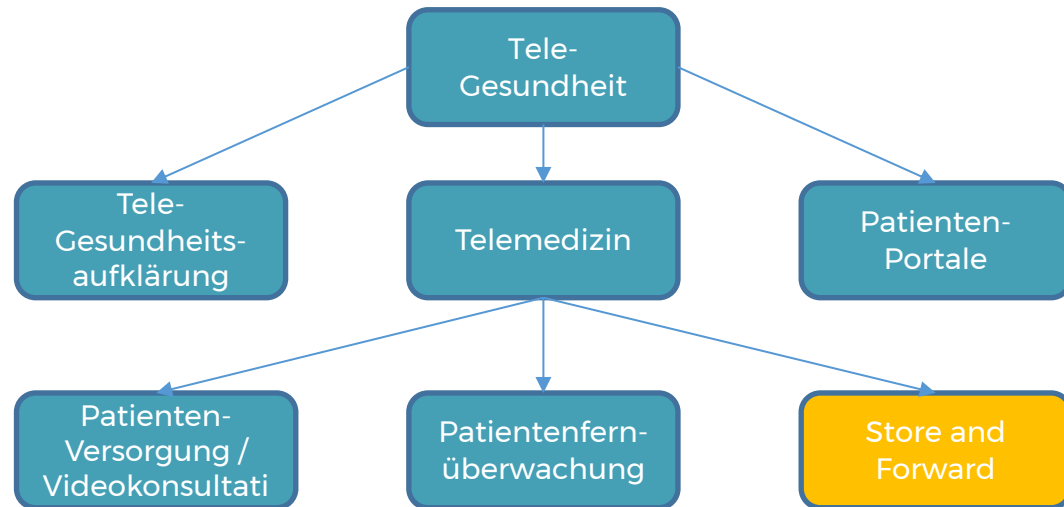 Tele-
Gesundheit
Tele-
Gesundheits-
aufklärung
Telemedizin
Patienten-
Portale
Patienten-
Versorgung /
Videokonsultati
Patientenfern-
überwachung
Store and
Forward